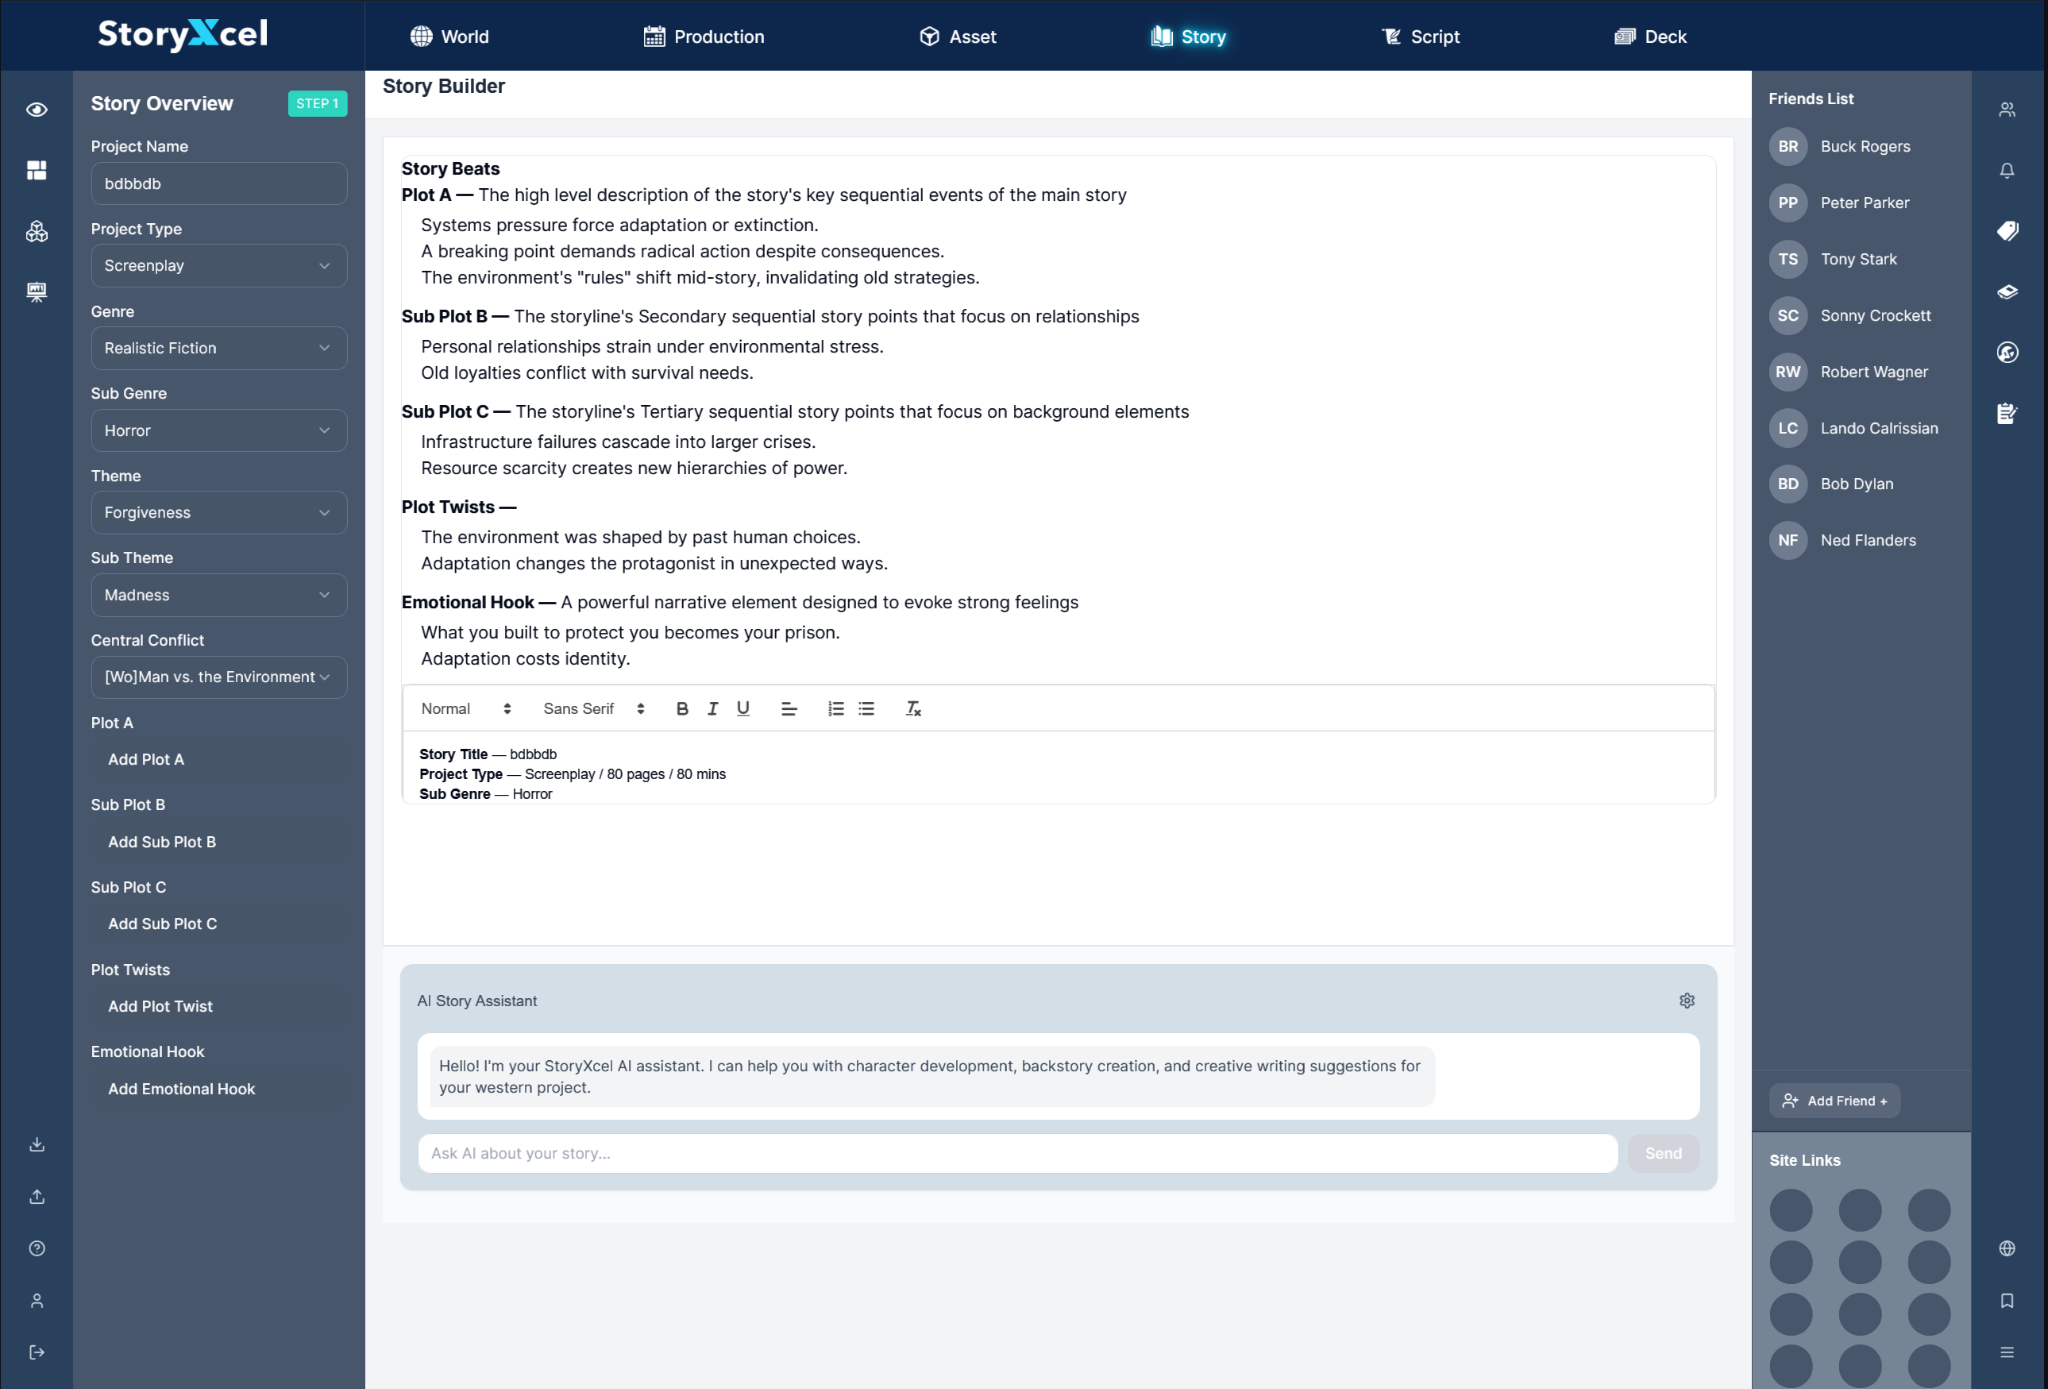 StoryXcel
World
Production
Asset
Story
Script
Deck
Story Overview
STEP 1
Project Name
bdbbdb
Project Type
Screenplay
Genre
Realistic Fiction
Sub Genre
Horror
Theme
Forgiveness
Sub Theme
Madness
Central Conflict
[Wo]Man vs. the Environment
Plot A
Add Plot A
Sub Plot B
Add Sub Plot B
Sub Plot C
Add Sub Plot C
Plot Twists
Add Plot Twist
Emotional Hook
Add Emotional Hook
Story Builder
Story Beats
Plot A — The high level description of the story's key sequential events of the main story
Systems pressure force adaptation or extinction.
A breaking point demands radical action despite consequences.
The environment's "rules" shift mid-story, invalidating old strategies.
Sub Plot B — The storyline's Secondary sequential story points that focus on relationships
Personal relationships strain under environmental stress.
Old loyalties conflict with survival needs.
Sub Plot C — The storyline's Tertiary sequential story points that focus on background elements
Infrastructure failures cascade into larger crises.
Resource scarcity creates new hierarchies of power.
Plot Twists —
The environment was shaped by past human choices.
Adaptation changes the protagonist in unexpected ways.
Emotional Hook — A powerful narrative element designed to evoke strong feelings
What you built to protect you becomes your prison.
Adaptation costs identity.
Normal Sans Serif B I U
Story Title — bdbbdb
Project Type — Screenplay / 80 pages / 80 mins
Sub Genre — Horror
AI Story Assistant
Hello! I'm your StoryXcel AI assistant. I can help you with character development, backstory creation, and creative writing suggestions for
your western project.
Ask AI about your story...
Send
Friends List
BR Buck Rogers
PP Peter Parker
TS Tony Stark
SC Sonny Crockett
RW Robert Wagner
LC Lando Calrissian
BD Bob Dylan
NF Ned Flanders
Add Friend +
Site Links